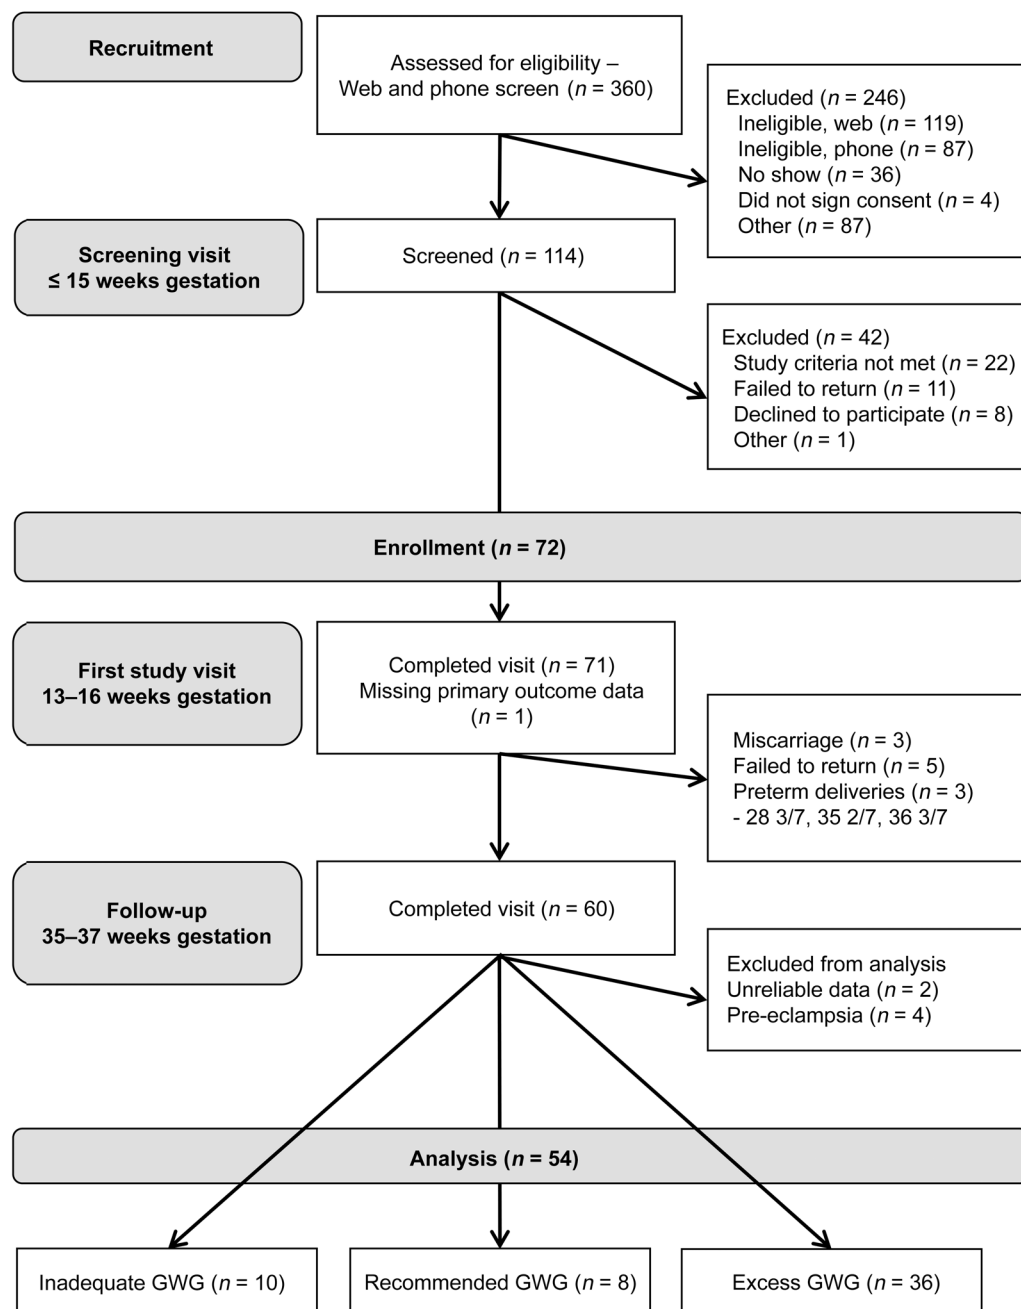 Recruitment
Assessed for eligibility –
Web and phone screen (n = 360)
Excluded (n = 246)
Ineligible, web (n = 119)
Ineligible, phone (n = 87)
No show (n = 36)
Did not sign consent (n = 4)
Other (n = 87)
Screening visit
≤ 15 weeks gestation
Screened (n = 114)
Excluded (n = 42)
Study criteria not met (n = 22)
Failed to return (n = 11)
Declined to participate (n = 8)
Other (n = 1)
Enrollment (n = 72)
First study visit
13–16 weeks gestation
Completed visit (n = 71)
Missing primary outcome data
(n = 1)
Miscarriage (n = 3)
Failed to return (n = 5)
Preterm deliveries (n = 3)
- 28 3/7, 35 2/7, 36 3/7
Follow-up
35–37 weeks gestation
Completed visit (n = 60)
Excluded from analysis
Unreliable data (n = 2)
Pre-eclampsia (n = 4)
Analysis (n = 54)
Inadequate GWG (n = 10)
Recommended GWG (n = 8)
Excess GWG (n = 36)